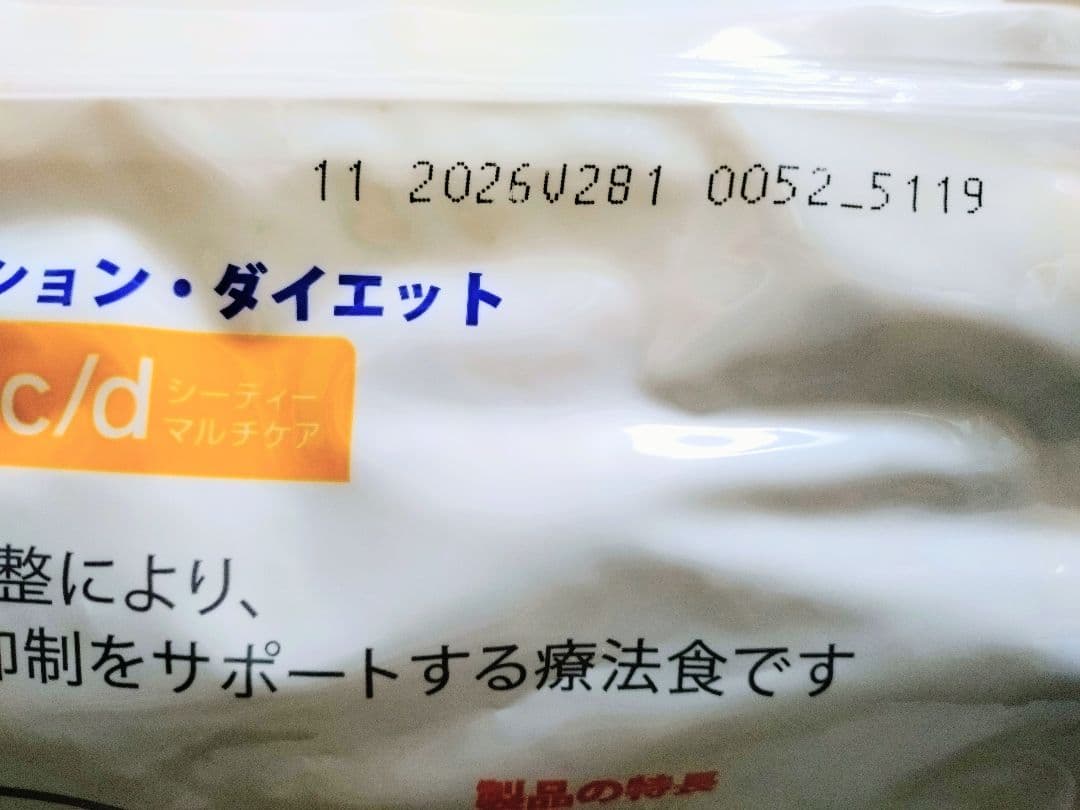 11 2026V281 0052_5119
ション・ダイエット
c/d シーディー
マルチケア
整により、
抑制をサポートする療法食です
製品の特長